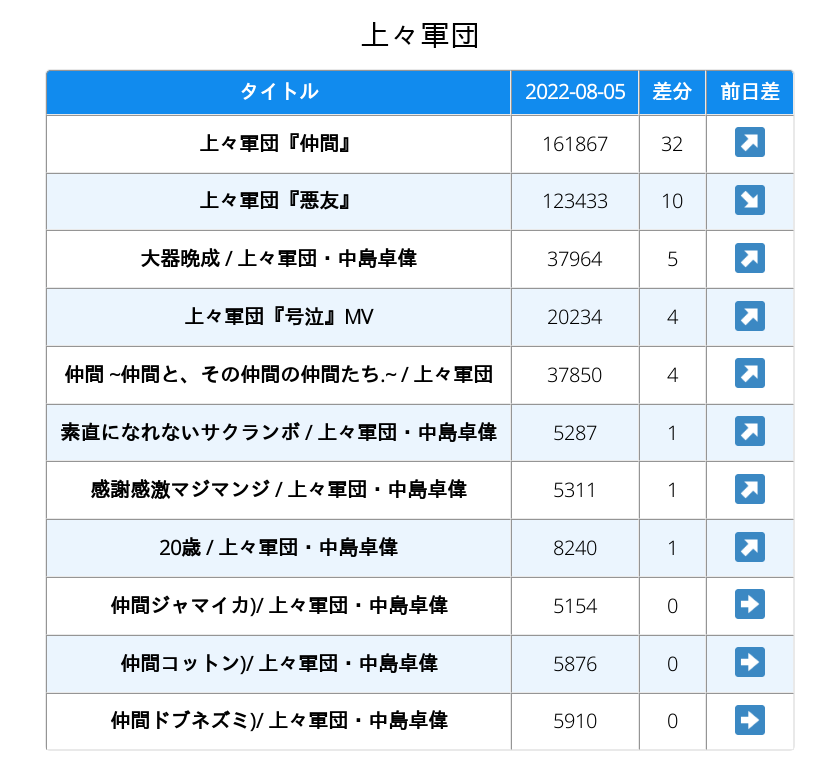 上々軍団
タイトル 2022-08-05 差分 前日差
上々軍団『仲間』 161867 32 ↗
上々軍団『悪友』 123433 10 ↘
大器晩成 / 上々軍団・中島卓偉 37964 5 ↗
上々軍団『号泣』MV 20234 4 ↗
仲間 ~仲間と、その仲間の仲間たち.~ / 上々軍団 37850 4 ↗
素直になれないサクランボ / 上々軍団・中島卓偉 5287 1 ↗
感謝感激マジマンジ / 上々軍団・中島卓偉 5311 1 ↗
20歳 / 上々軍団・中島卓偉 8240 1 ↗
仲間ジャマイカ)/ 上々軍団・中島卓偉 5154 0 ➡
仲間コットン)/ 上々軍団・中島卓偉 5876 0 ➡
仲間ドブネズミ)/ 上々軍団・中島卓偉 5910 0 ➡